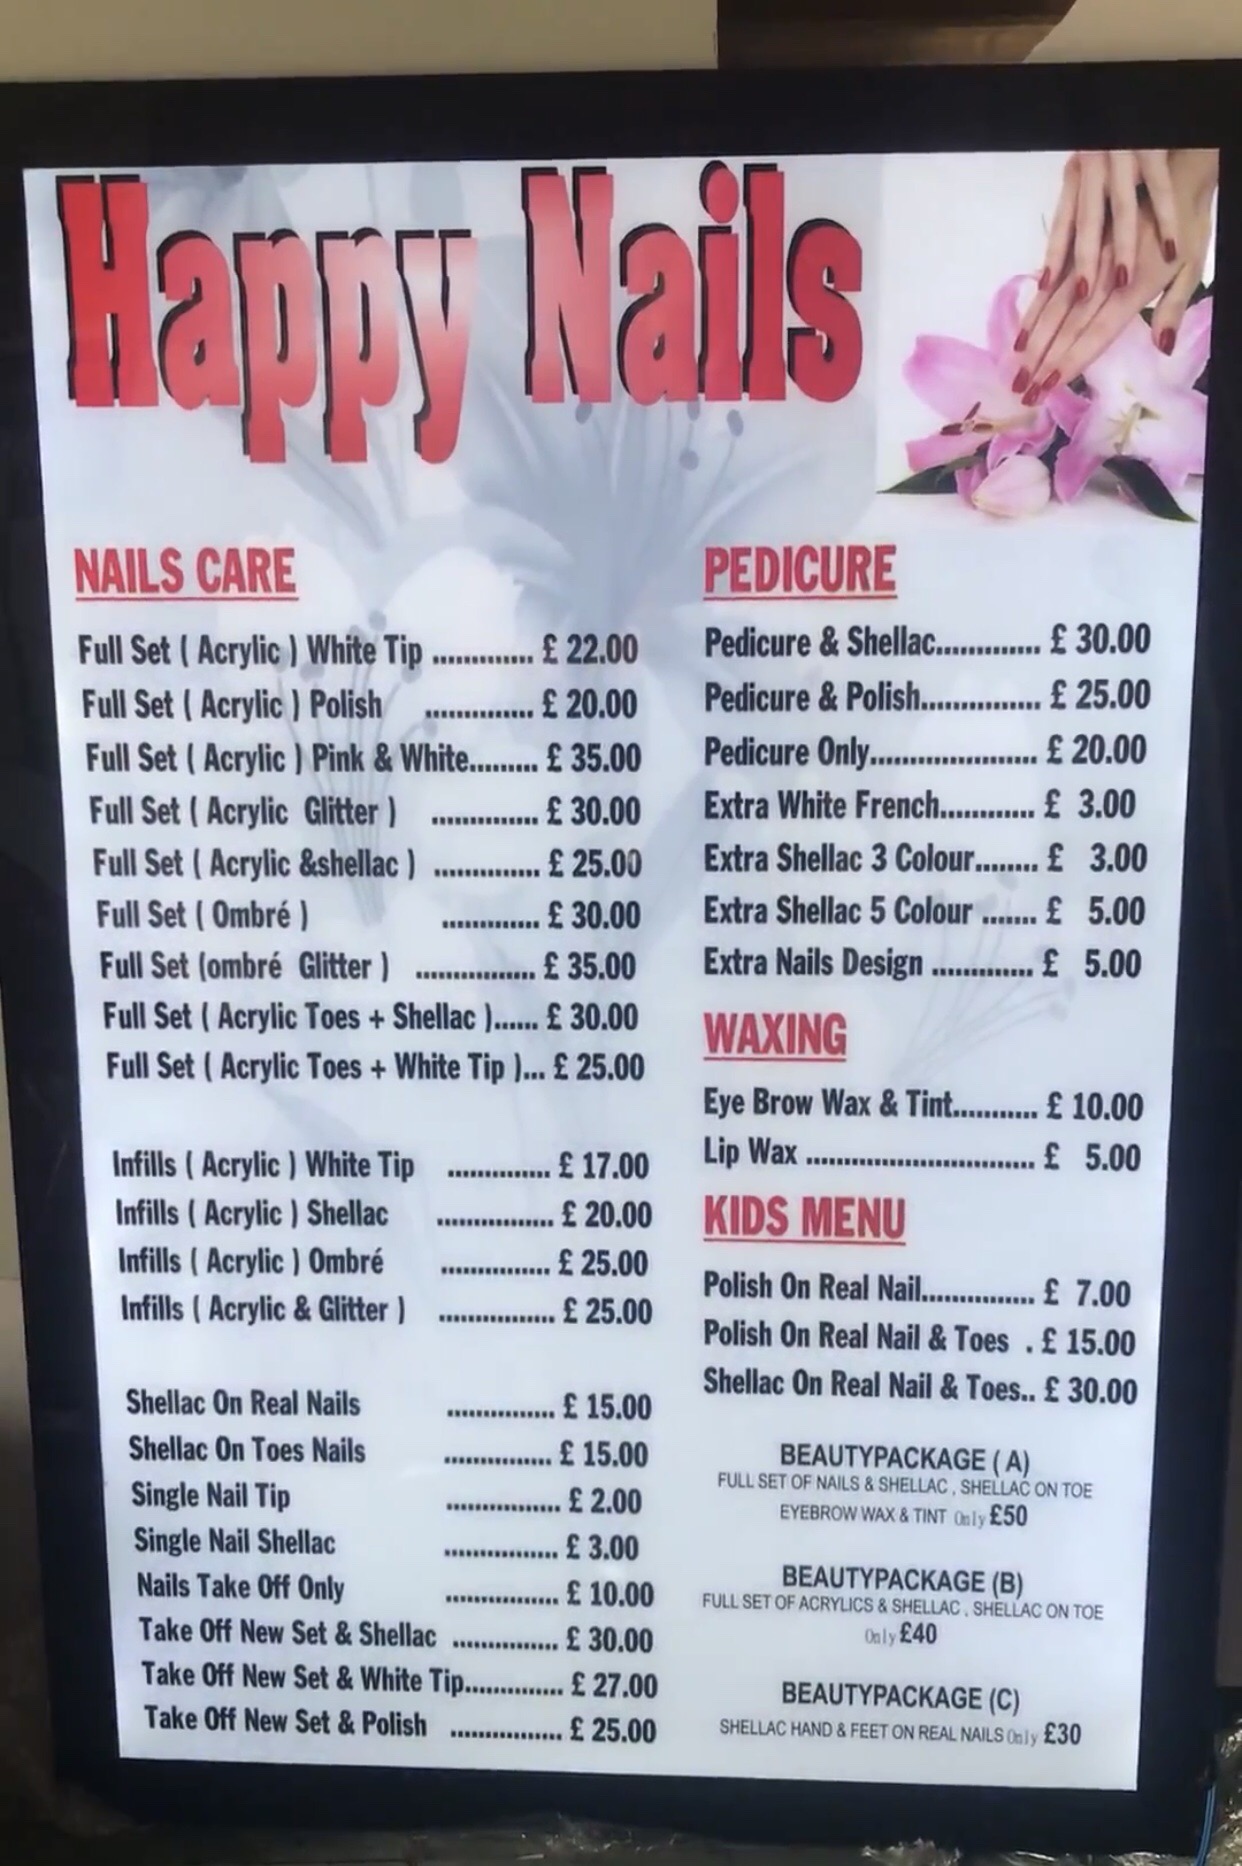 Happy Nails
NAILS CARE
Full Set ( Acrylic ) White Tip ............. £ 22.00
Full Set ( Acrylic ) Polish .............. £ 20.00
Full Set ( Acrylic ) Pink & White......... £ 35.00
Full Set ( Acrylic Glitter ) .............. £ 30.00
Full Set ( Acrylic &shellac ) .............. £ 25.00
Full Set ( Ombré ) ............. £ 30.00
Full Set (ombré Glitter ) ................ £ 35.00
Full Set ( Acrylic Toes + Shellac )...... £ 30.00
Full Set ( Acrylic Toes + White Tip )... £ 25.00
Infills ( Acrylic ) White Tip .............. £ 17.00
Infills ( Acrylic ) Shellac ................ £ 20.00
Infills ( Acrylic ) Ombré ............... £ 25.00
Infills ( Acrylic & Glitter ) ................ £ 25.00
Shellac On Real Nails ............... £ 15.00
Shellac On Toes Nails ............... £ 15.00
Single Nail Tip ................ £ 2.00
Single Nail Shellac ................ £ 3.00
Nails Take Off Only ................ £ 10.00
Take Off New Set & Shellac ............... £ 30.00
Take Off New Set & White Tip.............. £ 27.00
Take Off New Set & Polish ................ £ 25.00
PEDICURE
Pedicure & Shellac.............. £ 30.00
Pedicure & Polish................ £ 25.00
Pedicure Only...................... £ 20.00
Extra White French............ £ 3.00
Extra Shellac 3 Colour........ £ 3.00
Extra Shellac 5 Colour ....... £ 5.00
Extra Nails Design ............. £ 5.00
WAXING
Eye Brow Wax & Tint........... £ 10.00
Lip Wax .............................. £ 5.00
KIDS MENU
Polish On Real Nail............... £ 7.00
Polish On Real Nail & Toes . £ 15.00
Shellac On Real Nail & Toes.. £ 30.00
BEAUTYPACKAGE ( A)
FULL SET OF NAILS & SHELLAC , SHELLAC ON TOE
EYEBROW WAX & TINT Only £50
BEAUTYPACKAGE (B)
FULL SET OF ACRYLICS & SHELLAC , SHELLAC ON TOE
Only £40
BEAUTYPACKAGE (C)
SHELLAC HAND & FEET ON REAL NAILS Only £30